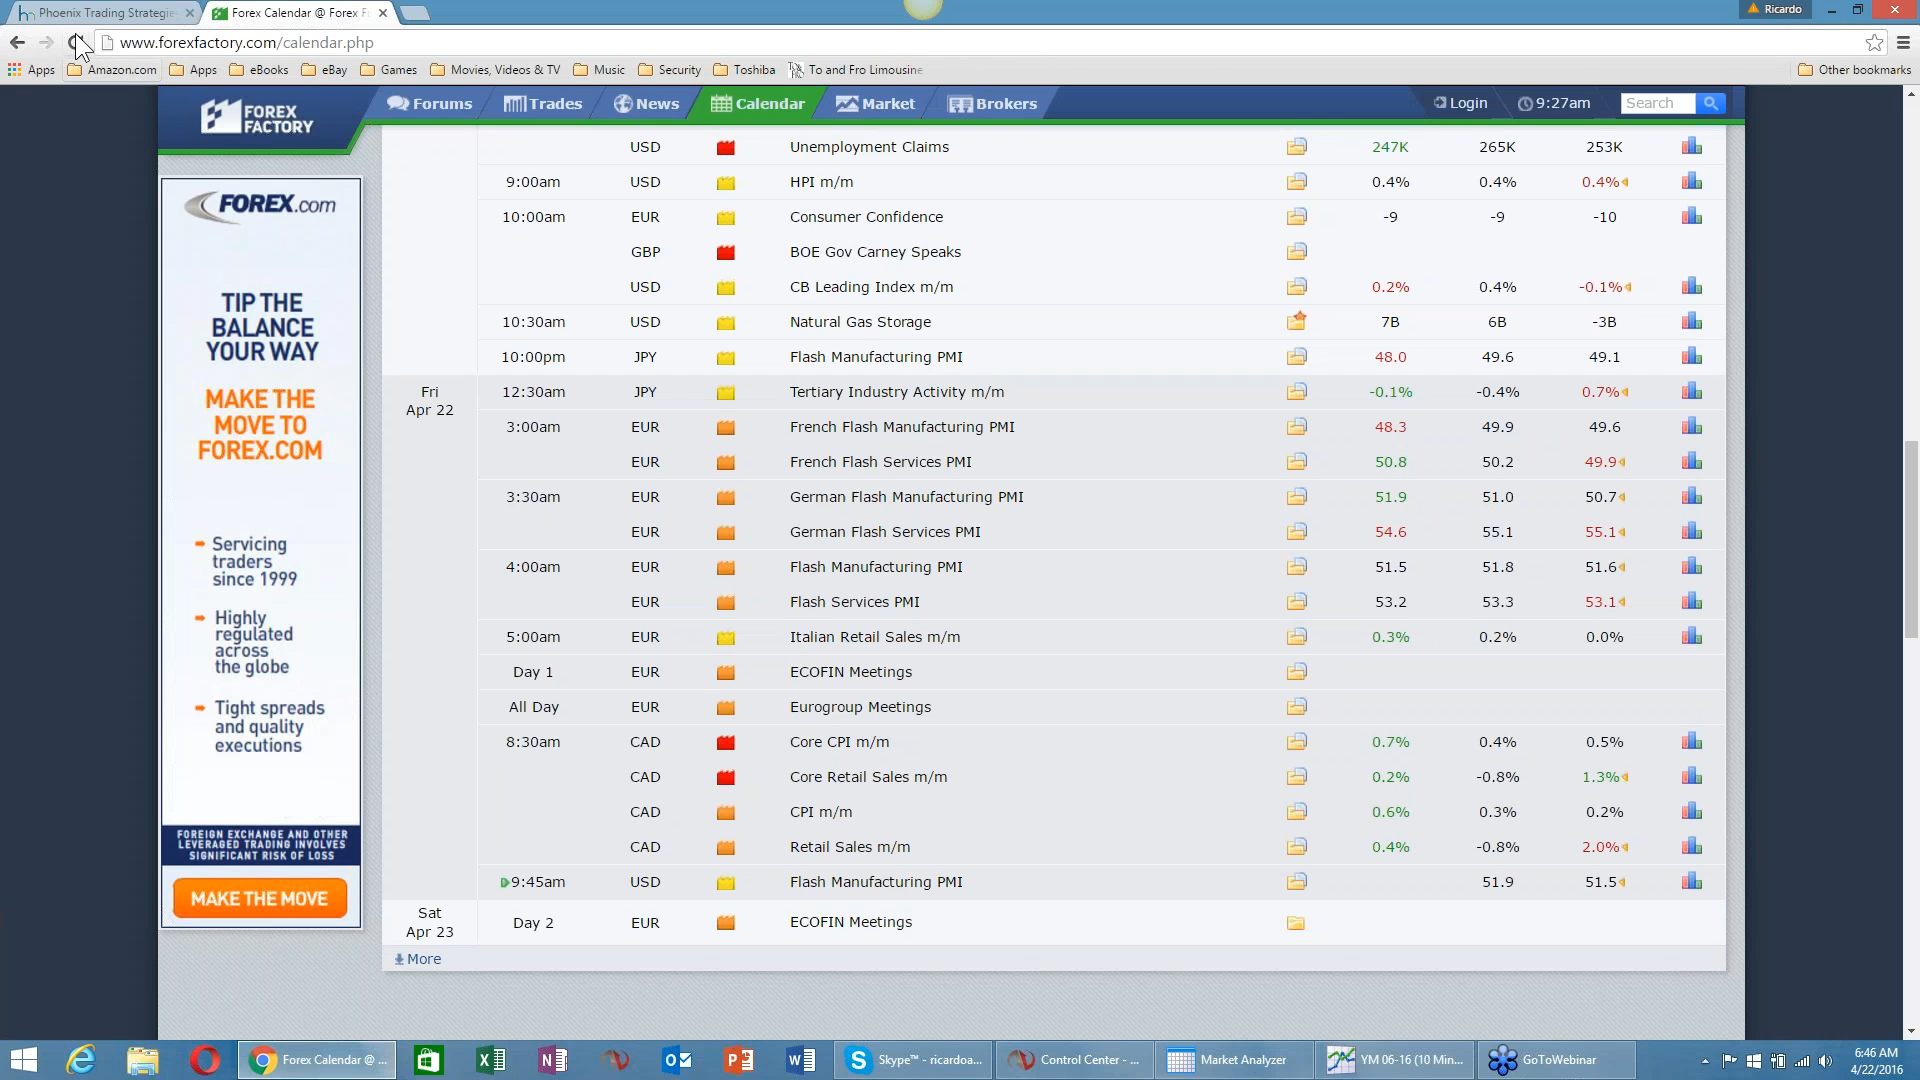 Phoenix Trading Strategie
Forex Calendar @ Forex F
Ricardo
www.forexfactory.com/calendar.php
Apps Amazon.com Apps eBooks eBay Games Movies, Videos & TV Music Security Toshiba To and Fro Limousine Other bookmarks
FOREX FACTORY
Forums Trades News Calendar Market Brokers Login 9:27am Search
USD Unemployment Claims 247K 265K 253K
9:00am USD HPI m/m 0.4% 0.4% 0.4%
10:00am EUR Consumer Confidence -9 -9 -10
GBP BOE Gov Carney Speaks
USD CB Leading Index m/m 0.2% 0.4% -0.1%
10:30am USD Natural Gas Storage 7B 6B -3B
10:00pm JPY Flash Manufacturing PMI 48.0 49.6 49.1
Fri Apr 22 12:30am JPY Tertiary Industry Activity m/m -0.1% -0.4% 0.7%
3:00am EUR French Flash Manufacturing PMI 48.3 49.9 49.6
EUR French Flash Services PMI 50.8 50.2 49.9
3:30am EUR German Flash Manufacturing PMI 51.9 51.0 50.7
EUR German Flash Services PMI 54.6 55.1 55.1
4:00am EUR Flash Manufacturing PMI 51.5 51.8 51.6
EUR Flash Services PMI 53.2 53.3 53.1
5:00am EUR Italian Retail Sales m/m 0.3% 0.2% 0.0%
Day 1 EUR ECOFIN Meetings
All Day EUR Eurogroup Meetings
8:30am CAD Core CPI m/m 0.7% 0.4% 0.5%
CAD Core Retail Sales m/m 0.2% -0.8% 1.3%
CAD CPI m/m 0.6% 0.3% 0.2%
CAD Retail Sales m/m 0.4% -0.8% 2.0%
9:45am USD Flash Manufacturing PMI 51.9 51.5
Sat Apr 23 Day 2 EUR ECOFIN Meetings
More
FOREX.com
TIP THE
BALANCE
YOUR WAY
MAKE THE
MOVE TO
FOREX.COM
Servicing
traders
since 1999
Highly
regulated
across
the globe
Tight spreads
and quality
executions
FOREIGN EXCHANGE AND OTHER
LEVERAGED TRADING INVOLVES
SIGNIFICANT RISK OF LOSS
MAKE THE MOVE
Forex Calendar @ ...
Skype™ - ricardoa...
Control Center - ...
Market Analyzer
YM 06-16 (10 Min...
GoToWebinar
6:46 AM
4/22/2016